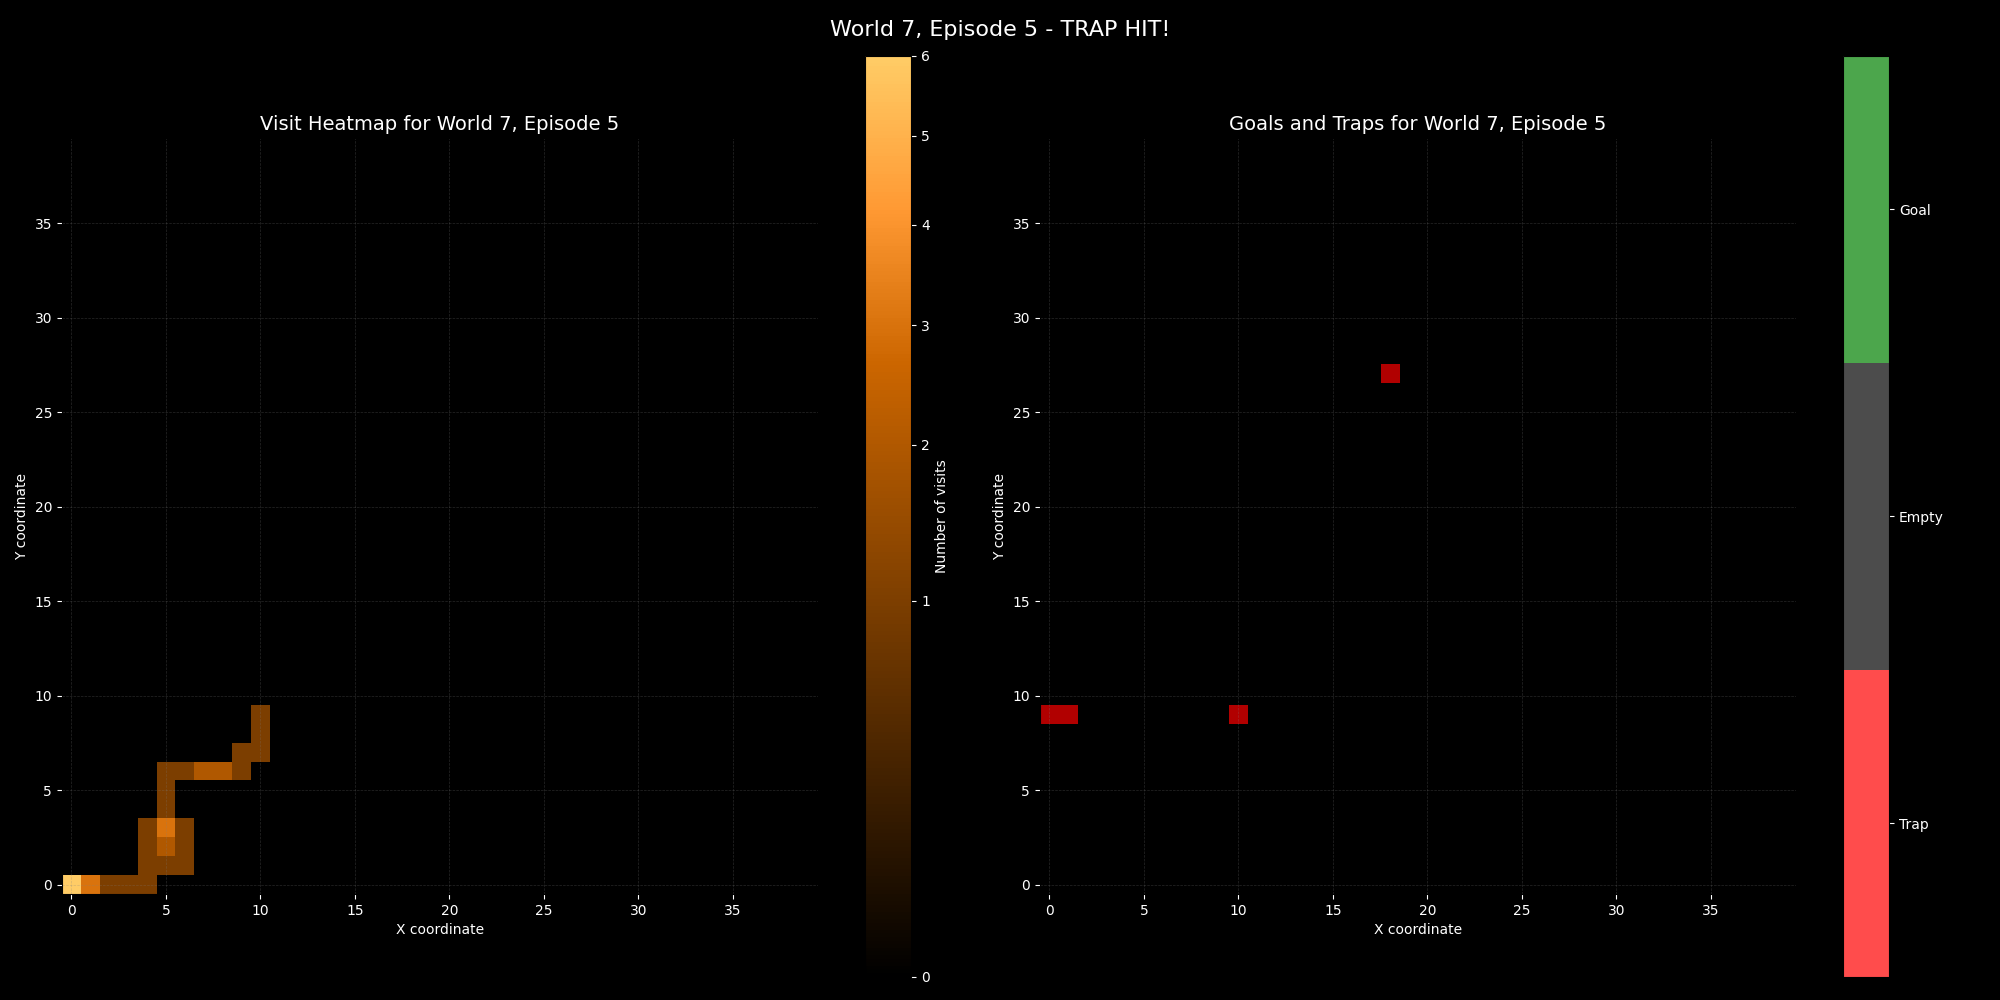 World 7, Episode 5 - TRAP HIT!
Visit Heatmap for World 7, Episode 5
35
30
25
20
15
10
5
0
Y coordinate
0 5 10 15 20 25 30 35
X coordinate
6
5
4
3
2
1
0
Number of visits
Goals and Traps for World 7, Episode 5
35
30
25
20
15
10
5
0
Y coordinate
0 5 10 15 20 25 30 35
X coordinate
Goal
Empty
Trap